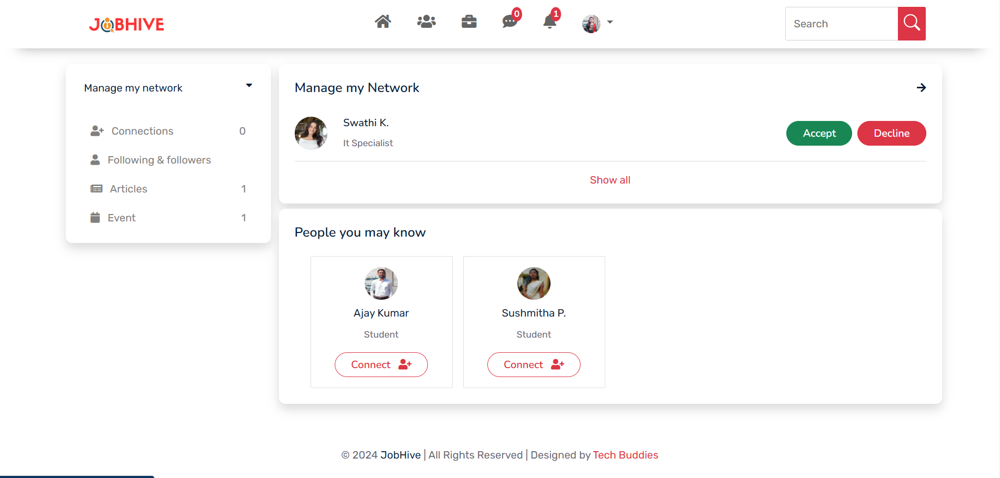 JOBHIVE
0
1
Search
Manage my network
Connections 0
Following & followers
Articles 1
Event 1
Manage my Network
Swathi K.
It Specialist
Accept
Decline
Show all
People you may know
Ajay Kumar
Student
Connect
Sushmitha P.
Student
Connect
© 2024 JobHive | All Rights Reserved | Designed by Tech Buddies